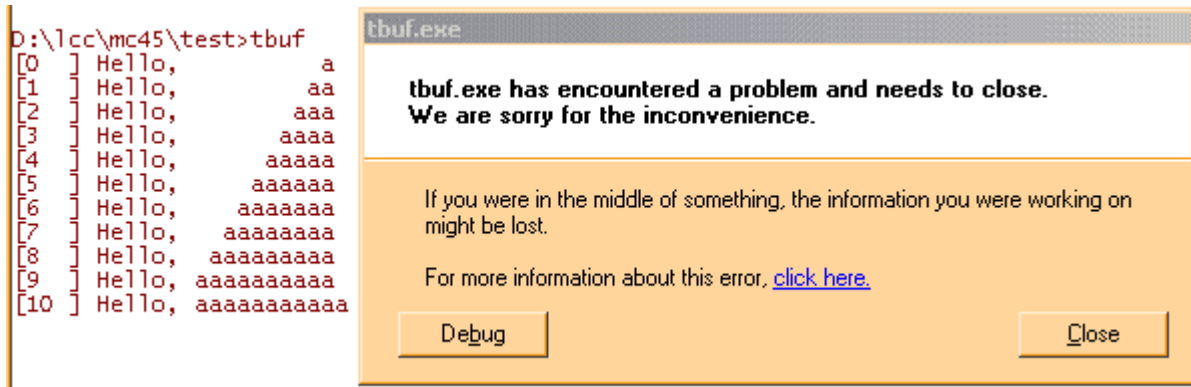 D:\lcc\mc45\test>tbuf
[0  ] Hello,           a
[1  ] Hello,          aa
[2  ] Hello,         aaa
[3  ] Hello,        aaaa
[4  ] Hello,       aaaaa
[5  ] Hello,      aaaaaa
[6  ] Hello,     aaaaaaa
[7  ] Hello,    aaaaaaaa
[8  ] Hello,   aaaaaaaaa
[9  ] Hello,  aaaaaaaaaa
[10 ] Hello, aaaaaaaaaaa
tbuf.exe
tbuf.exe has encountered a problem and needs to close.
We are sorry for the inconvenience.
If you were in the middle of something, the information you were working on
might be lost.
For more information about this error, click here.
Debug
Close